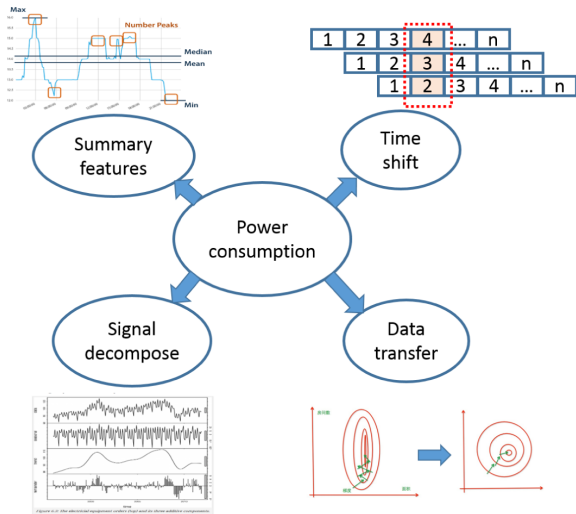 Max
Number Peaks
Median
Mean
Min
1 2 3 4 ... n
1 2 3 4 ... n
1 2 3 4 ... n
Summary
features
Time
shift
Power
consumption
Signal
decompose
Data
transfer